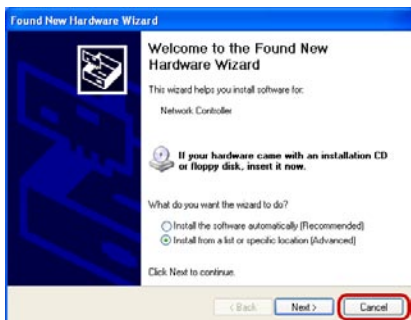 Found New Hardware Wizard
Welcome to the Found New
Hardware Wizard
This wizard helps you install software for:
Network Controller
If your hardware came with an installation CD
or floppy disk, insert it now.
What do you want the wizard to do?
Install the software automatically (Recommended)
Install from a list or specific location (Advanced)
Click Next to continue.
< Back Next > Cancel